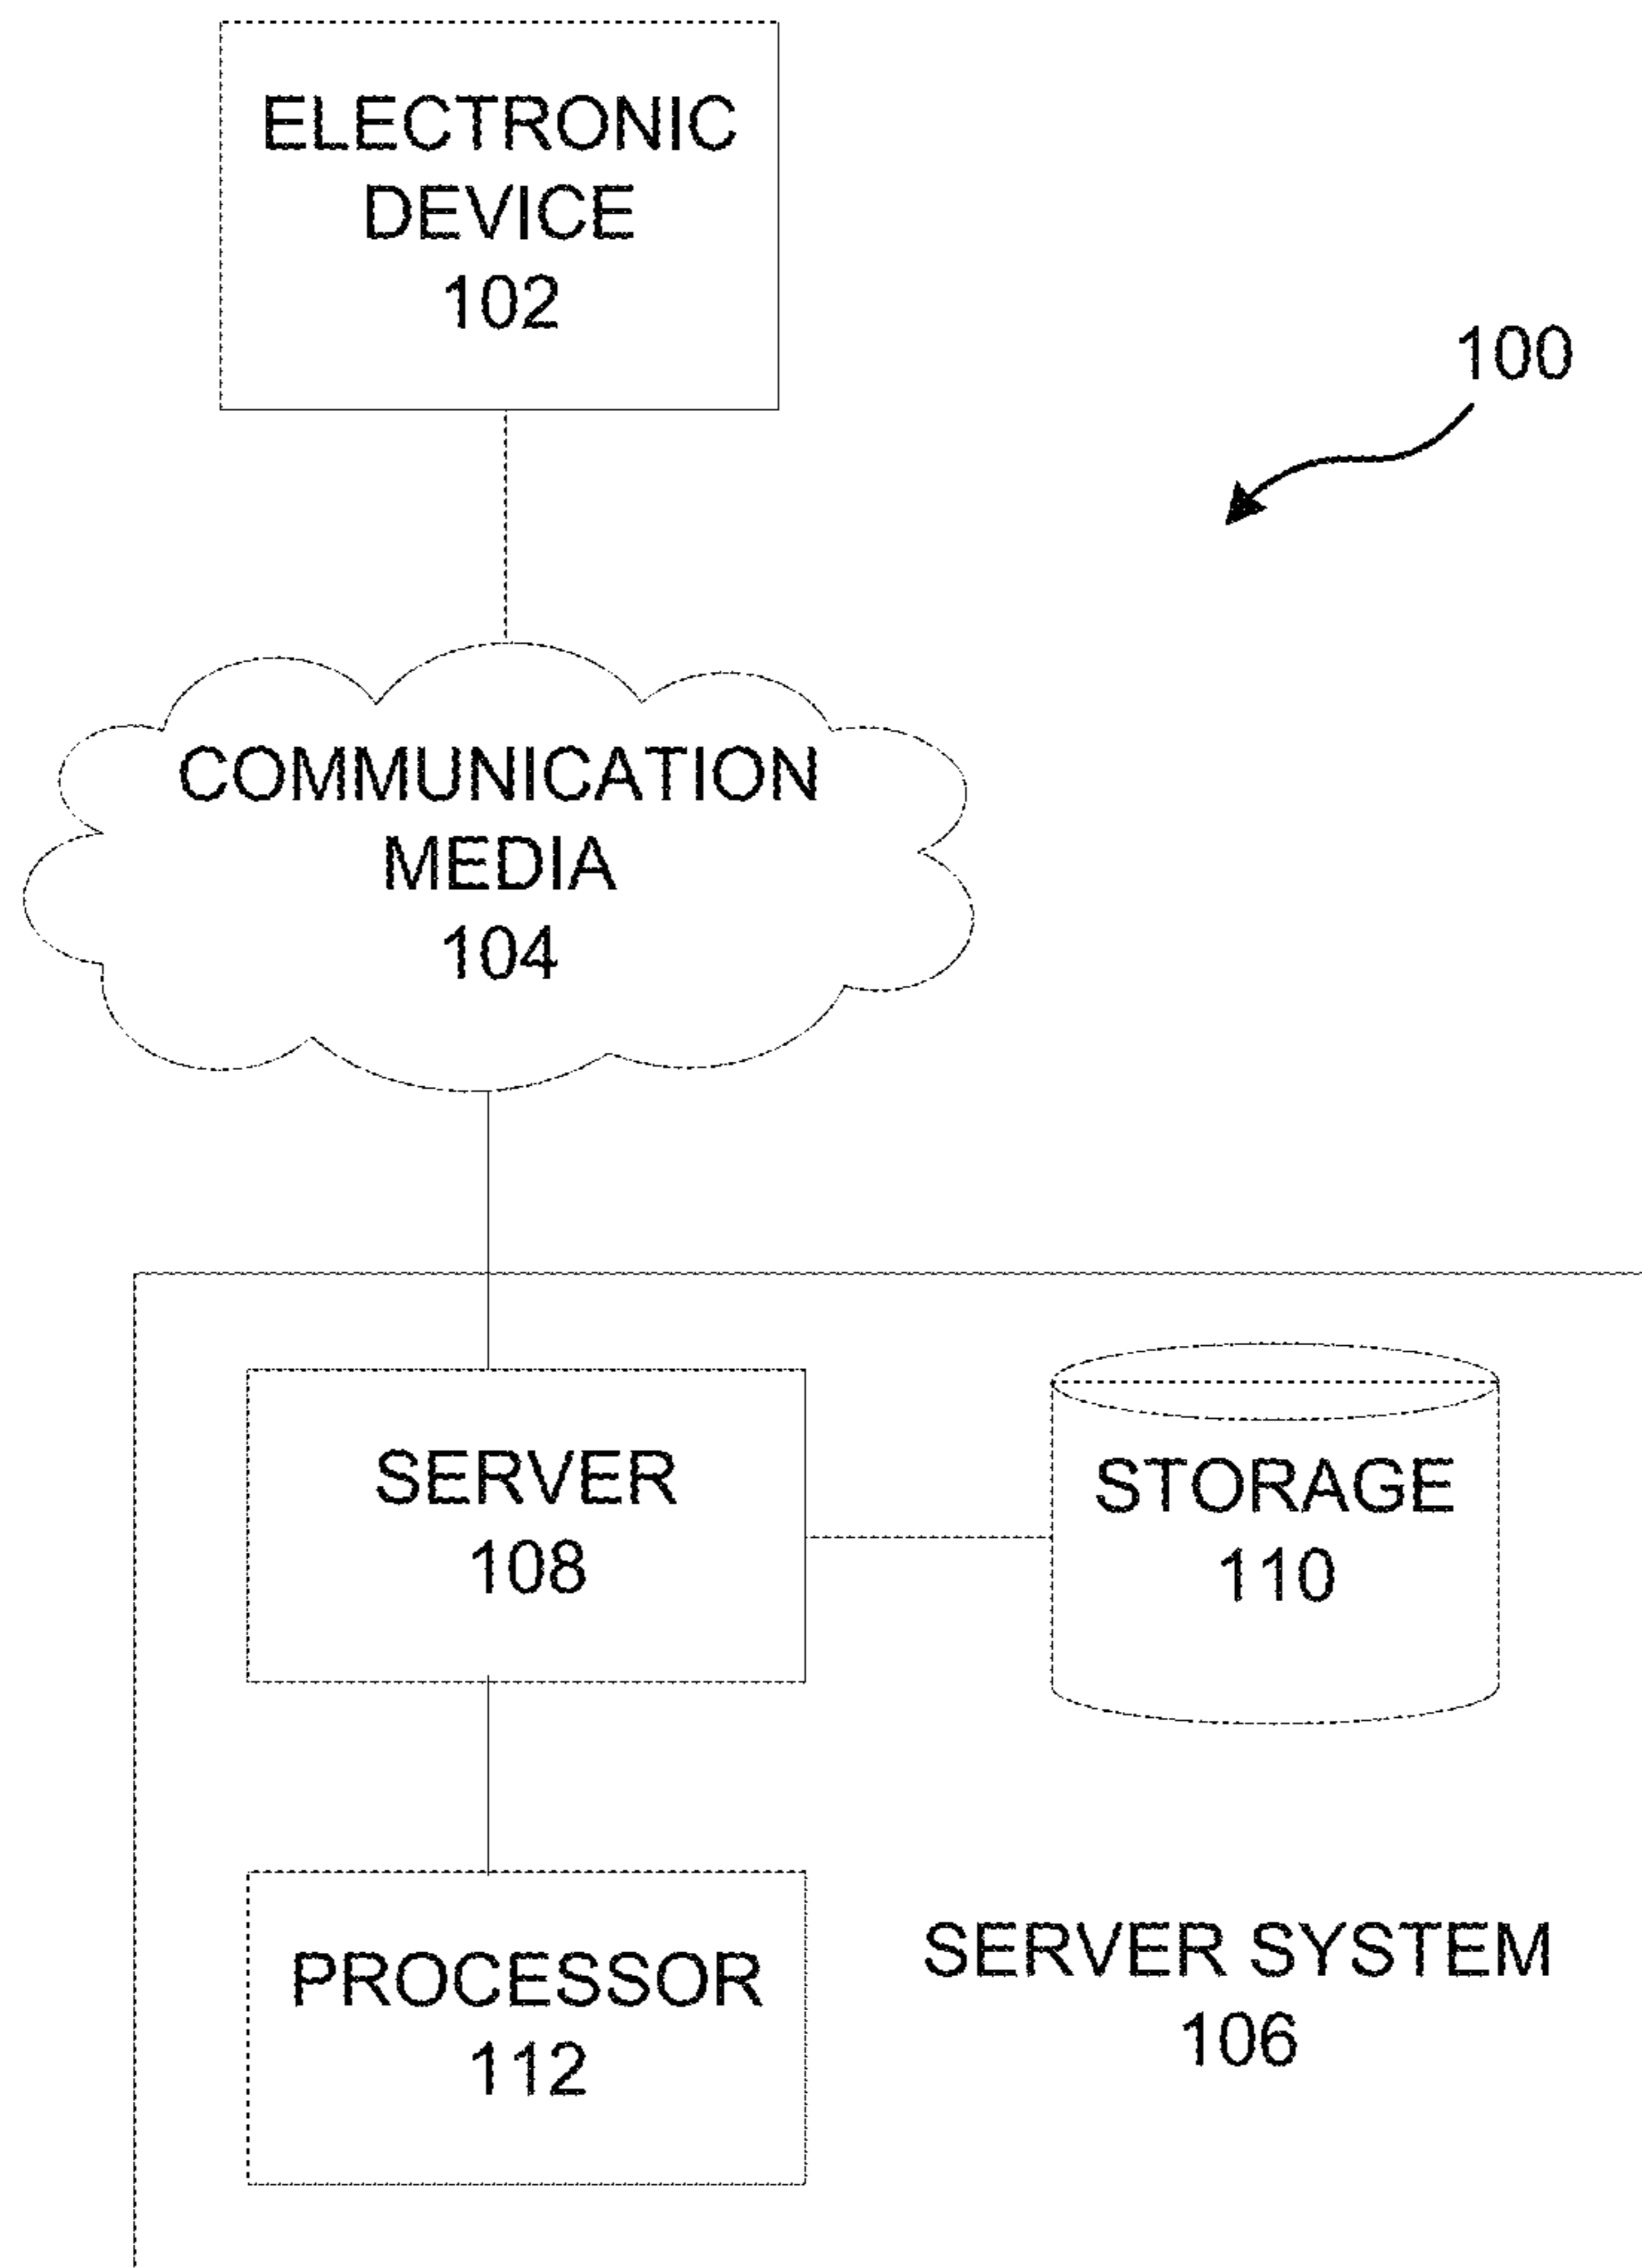 ELECTRONIC
DEVICE
102
100
COMMUNICATION
MEDIA
104
SERVER
108
STORAGE
110
PROCESSOR
112
SERVER SYSTEM
106